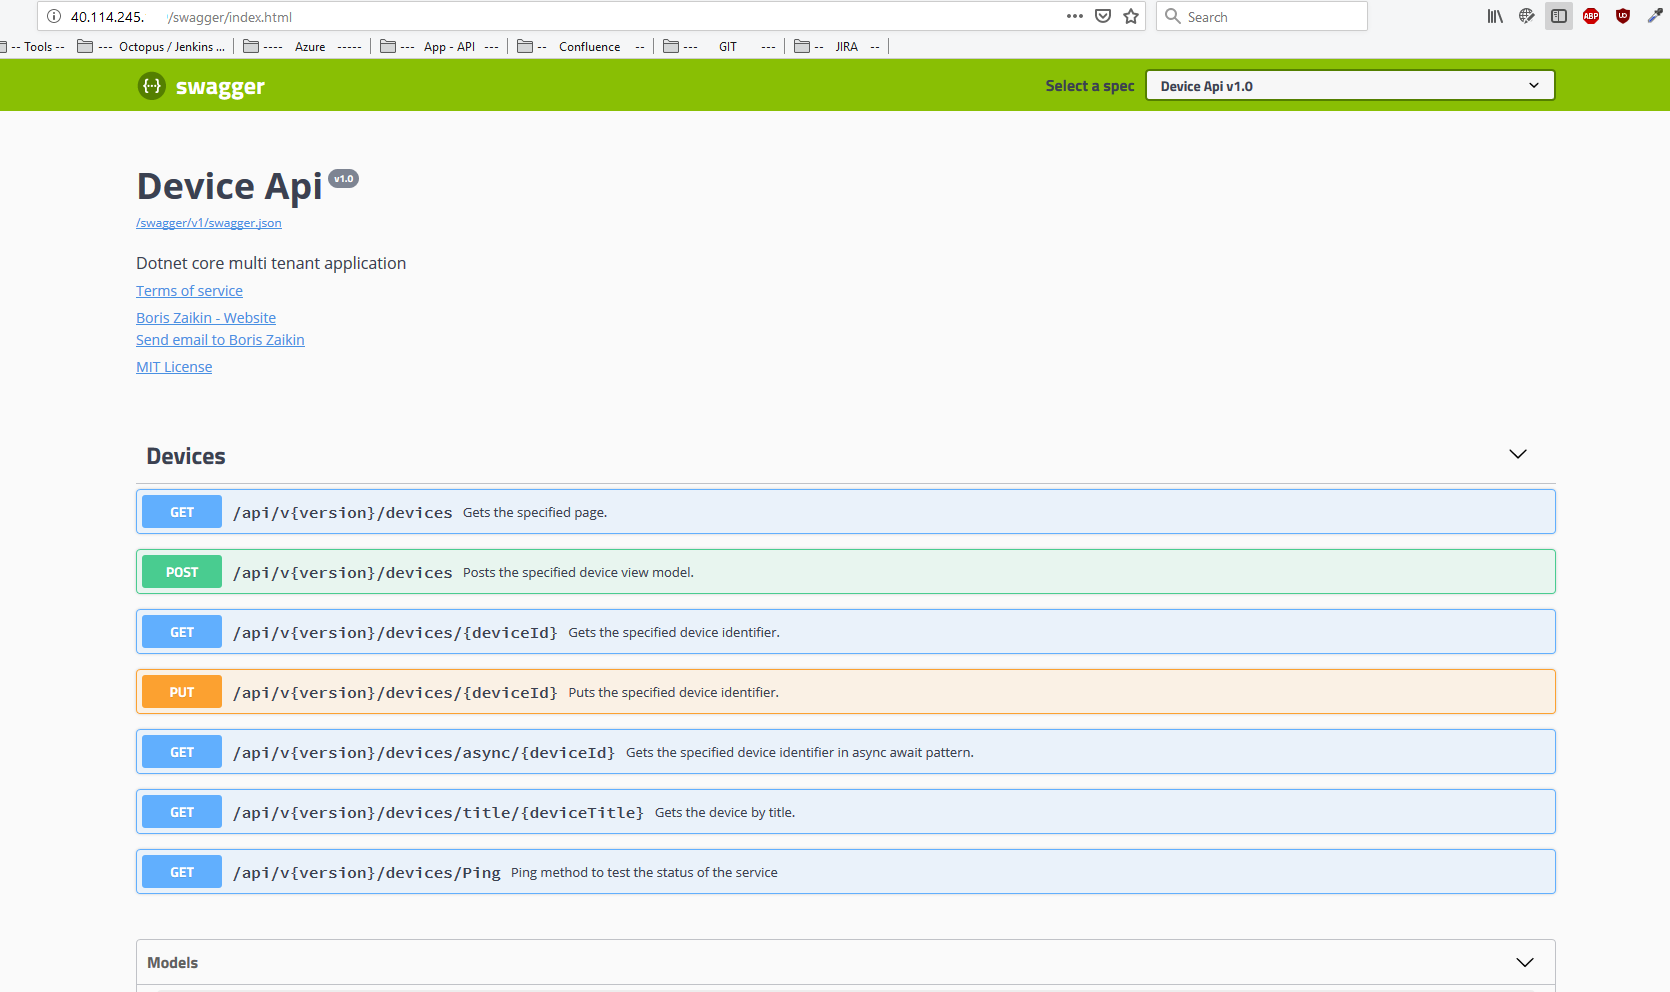 40.114.245. /swagger/index.html
Search
-- Tools --
--- Octopus / Jenkins ...
---- Azure -----
--- App - API ---
-- Confluence --
--- GIT ---
-- JIRA --
ABP
{··} swagger
Select a spec
Device Api v1.0
Device Api v1.0
/swagger/v1/swagger.json
Dotnet core multi tenant application
Terms of service
Boris Zaikin - Website
Send email to Boris Zaikin
MIT License
Devices
GET /api/v{version}/devices Gets the specified page.
POST /api/v{version}/devices Posts the specified device view model.
GET /api/v{version}/devices/{deviceId} Gets the specified device identifier.
PUT /api/v{version}/devices/{deviceId} Puts the specified device identifier.
GET /api/v{version}/devices/async/{deviceId} Gets the specified device identifier in async await pattern.
GET /api/v{version}/devices/title/{deviceTitle} Gets the device by title.
GET /api/v{version}/devices/Ping Ping method to test the status of the service
Models